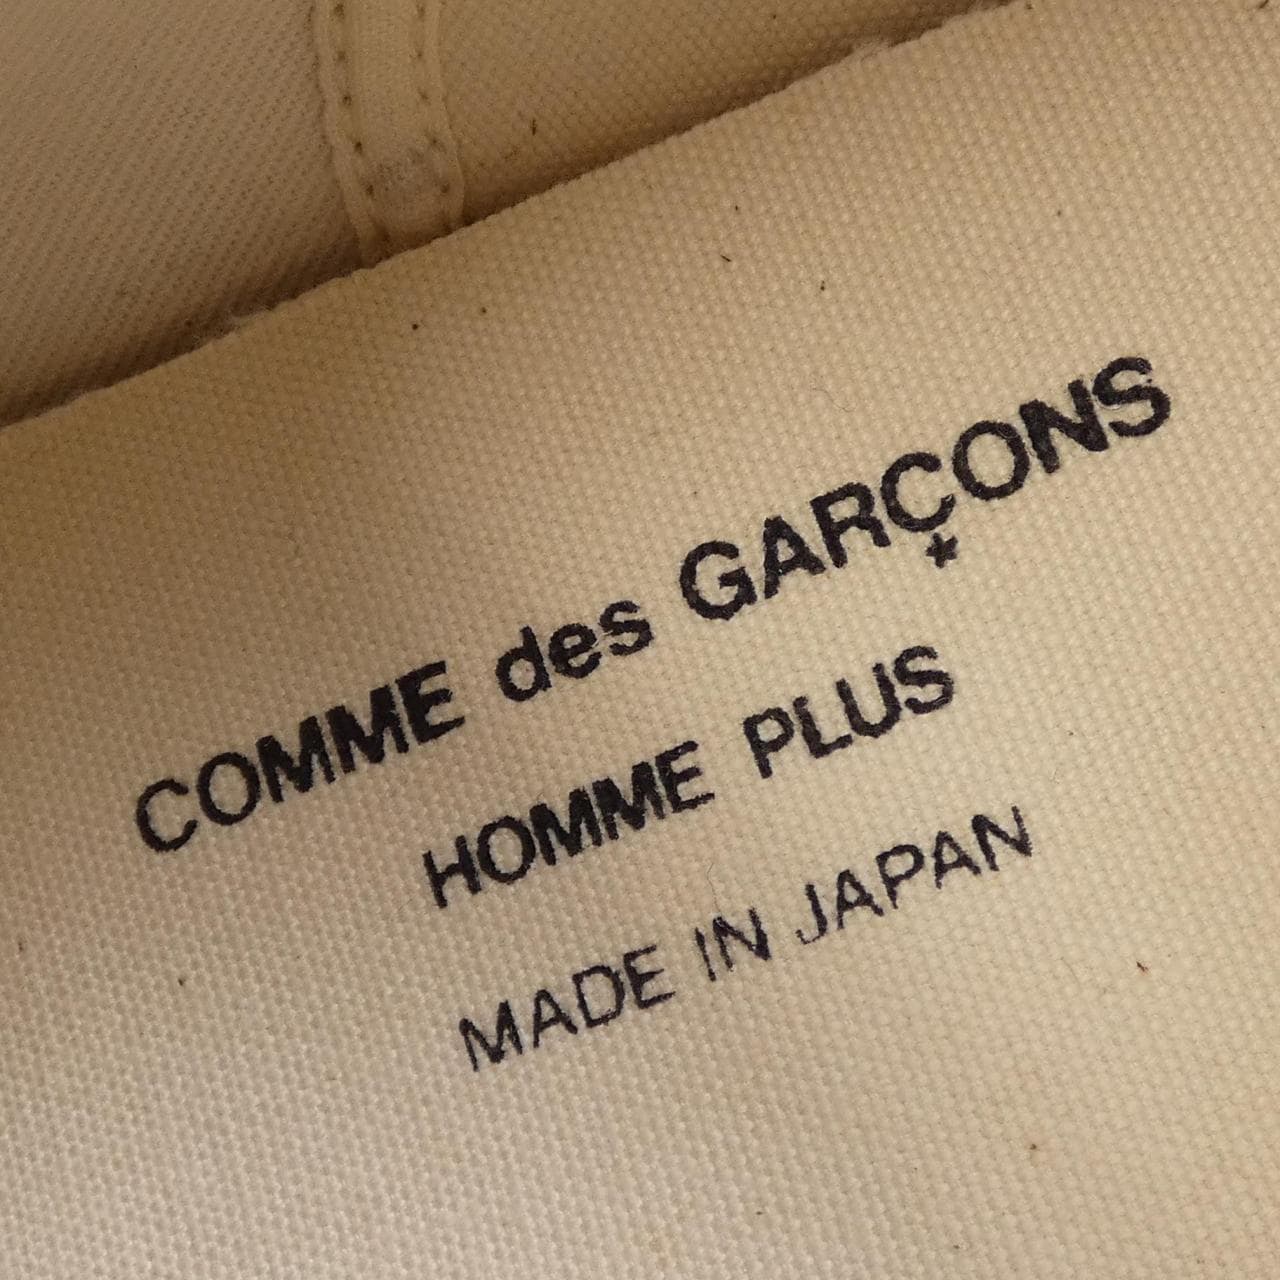 COMME des GARÇONS
★
HOMME PLUS
MADE IN JAPAN